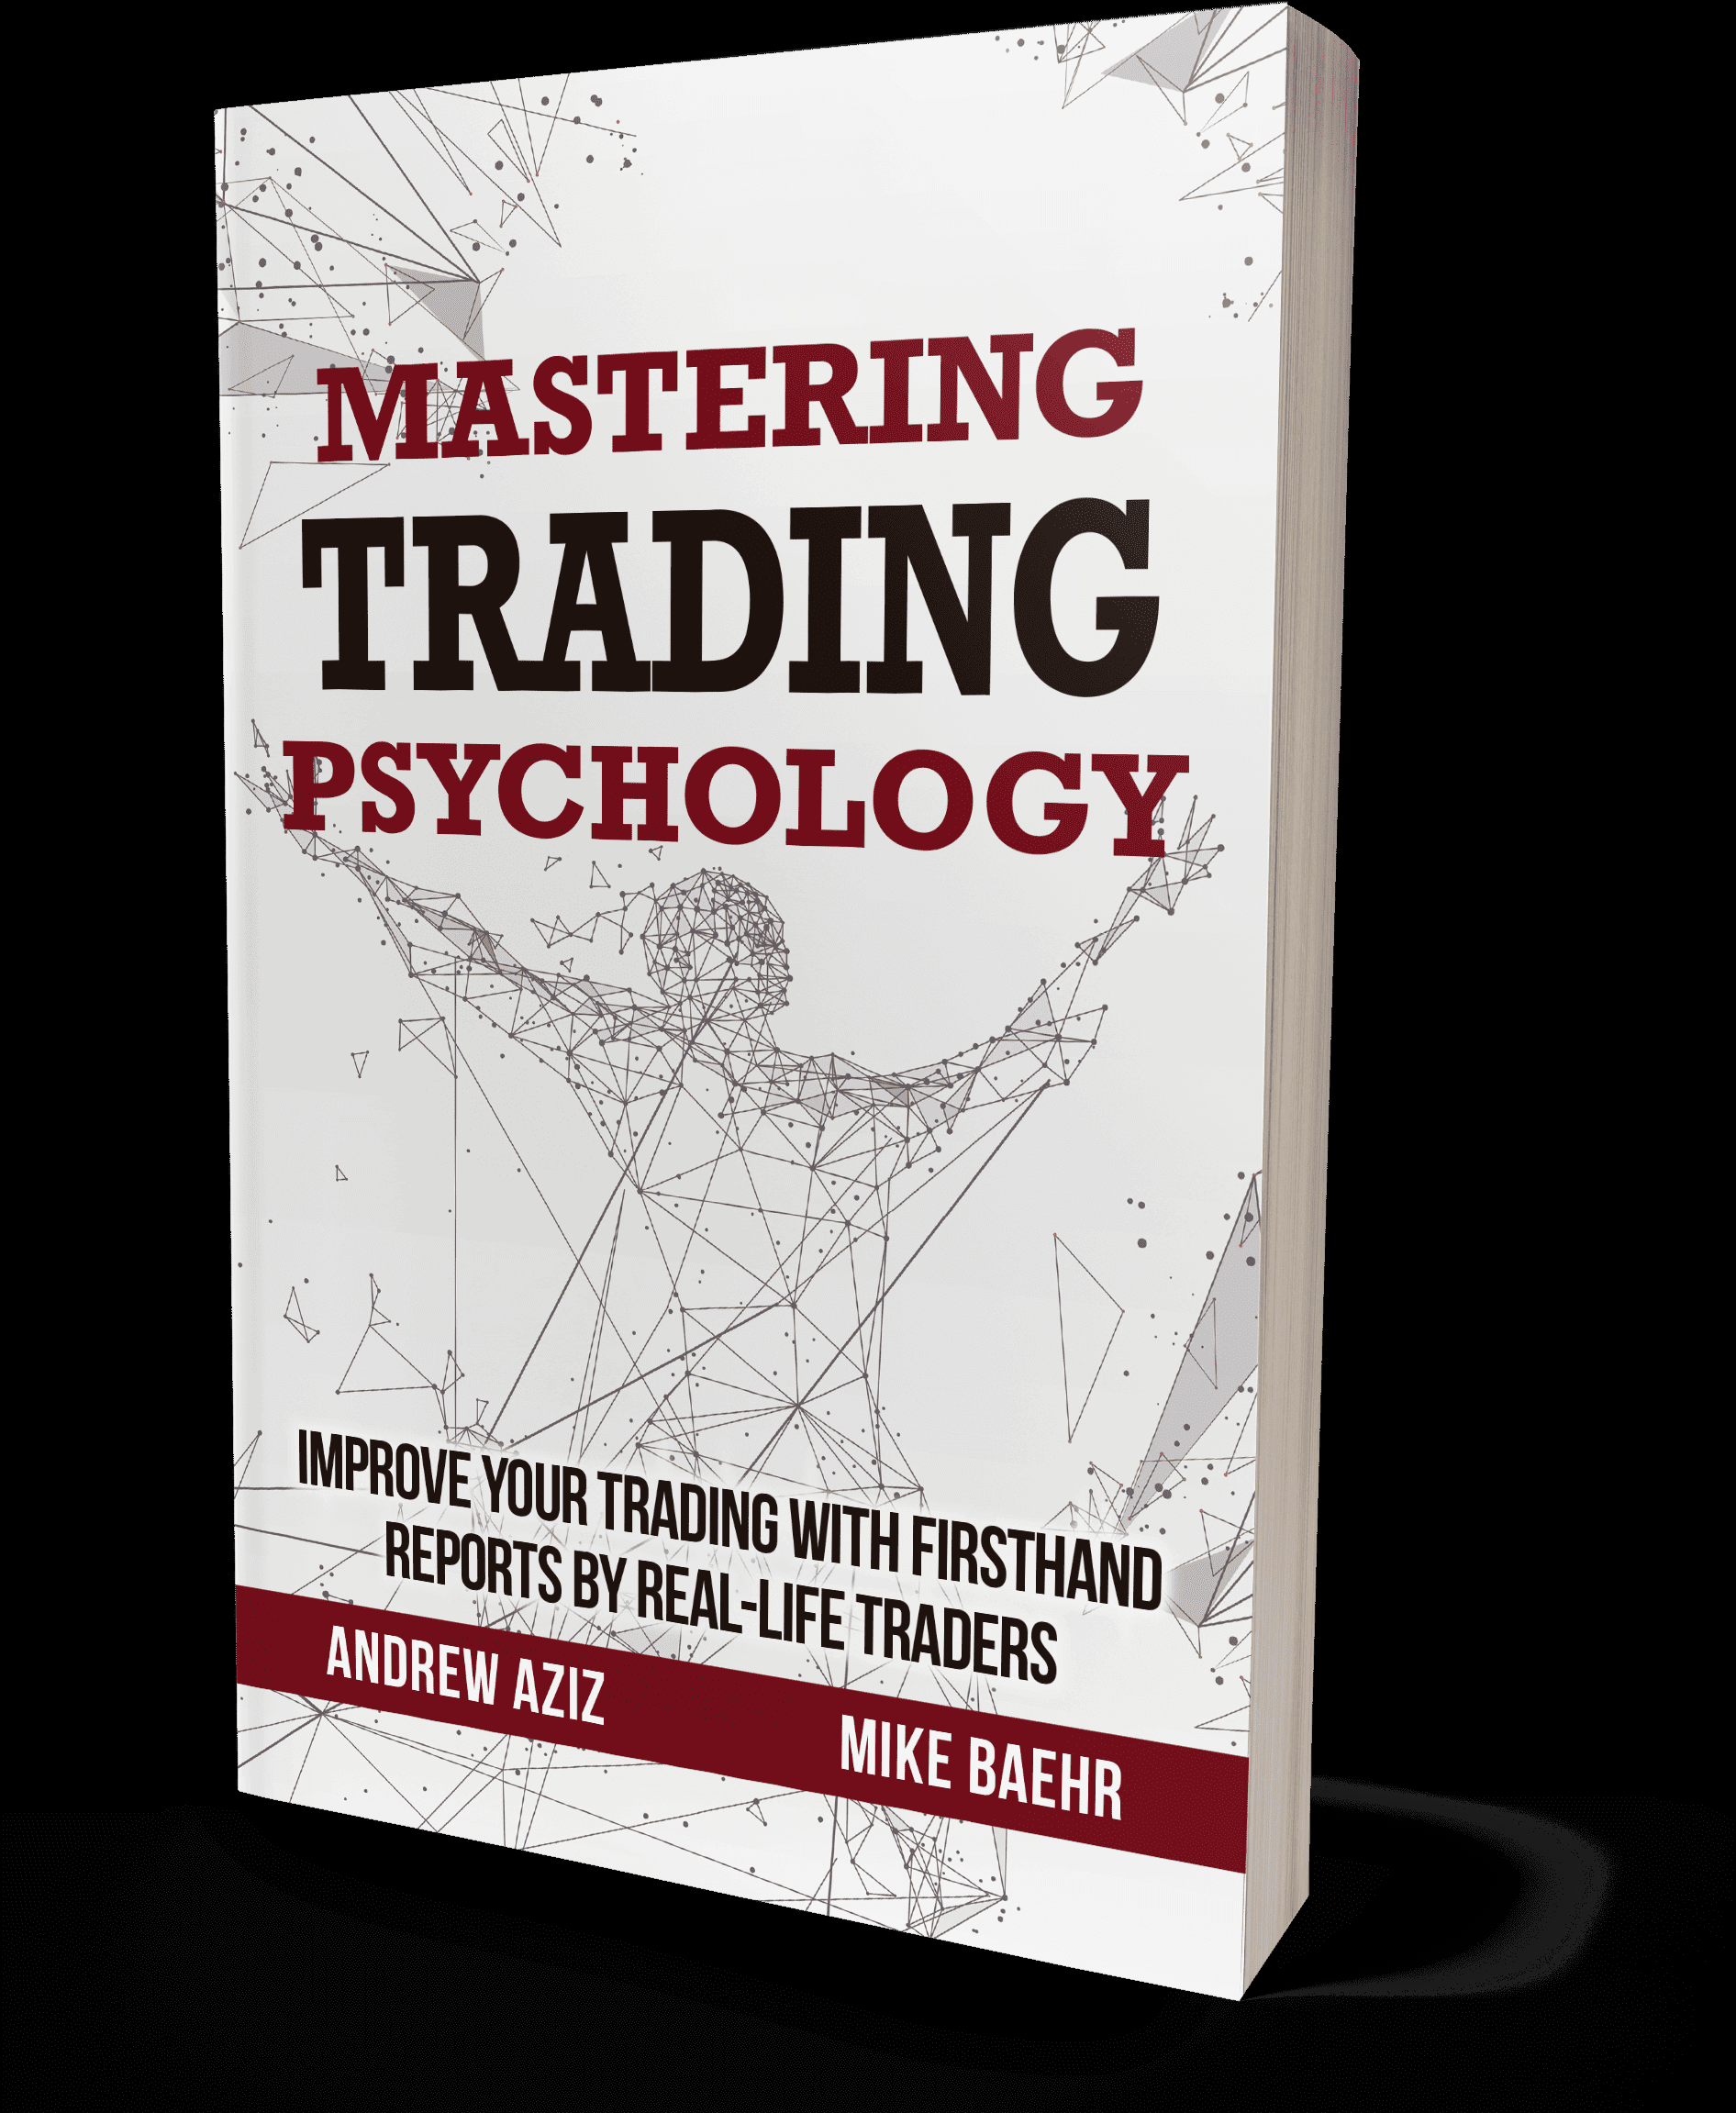 MASTERING
TRADING
PSYCHOLOGY
IMPROVE YOUR TRADING WITH FIRSTHAND
REPORTS BY REAL-LIFE TRADERS
ANDREW AZIZ
MIKE BAEHR